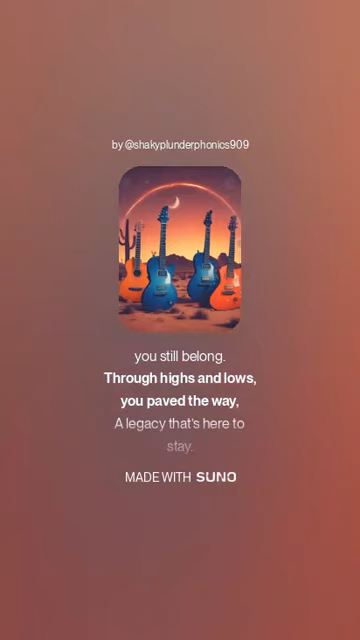 by @shakyplunderphonics909
you still belong.
Through highs and lows,
you paved the way,
A legacy that's here to
stay.
MADE WITH SUNO